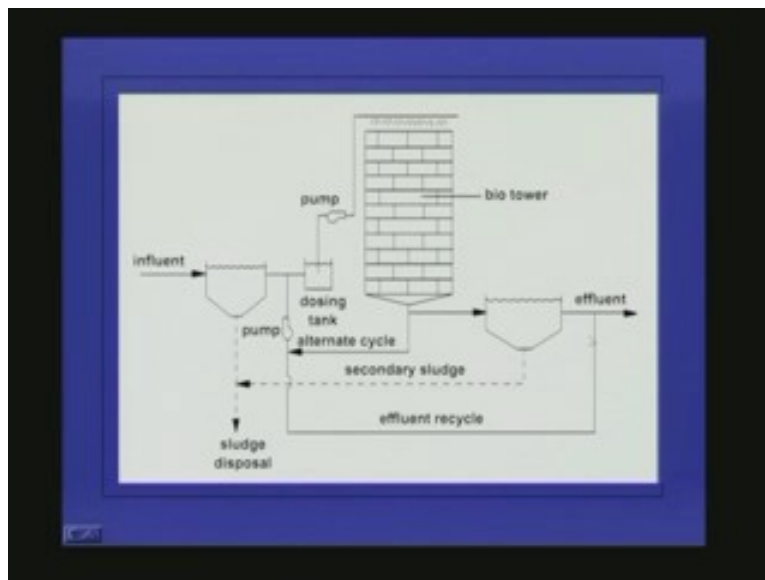 pump
bio tower
influent
dosing
tank
effluent
pump
alternate cycle
secondary sludge
effluent recycle
sludge
disposal